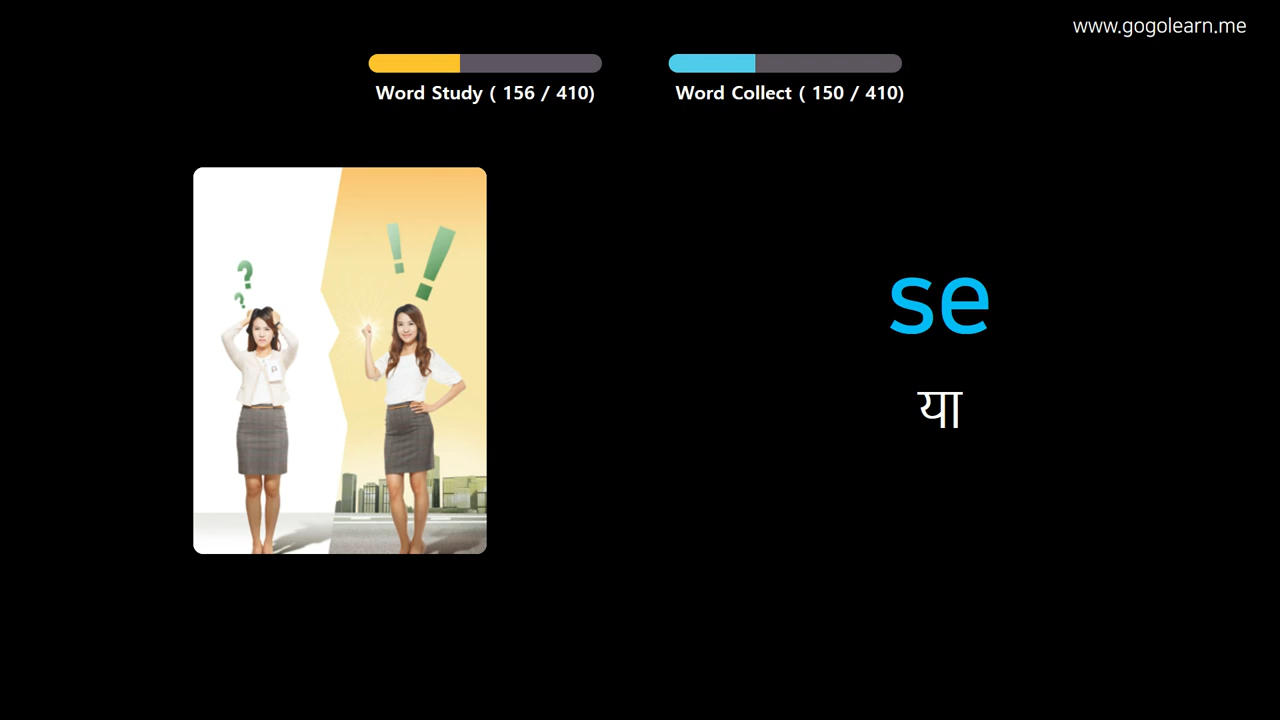 www.gogolearn.me
Word Study ( 156 / 410)
Word Collect ( 150 / 410)
? ?
! !
se
या